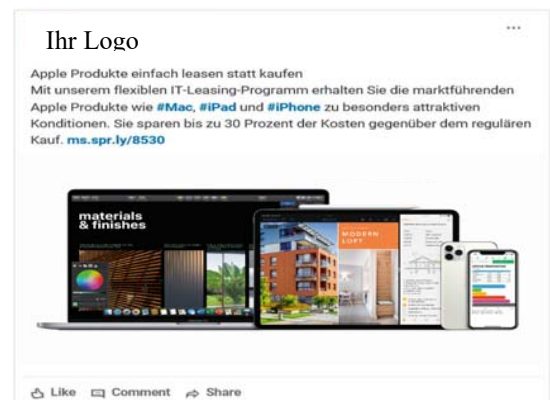 Ihr Logo
Apple Produkte einfach leasen statt kaufen
Mit unserem flexiblen IT-Leasing-Programm erhalten Sie die marktführenden
Apple Produkte wie #Mac, #iPad und #iPhone zu besonders attraktiven
Konditionen. Sie sparen bis zu 30 Prozent der Kosten gegenüber dem regulären
Kauf. ms.spr.ly/8530
materials
& finishes
MODERN
LOFT
Like Comment Share